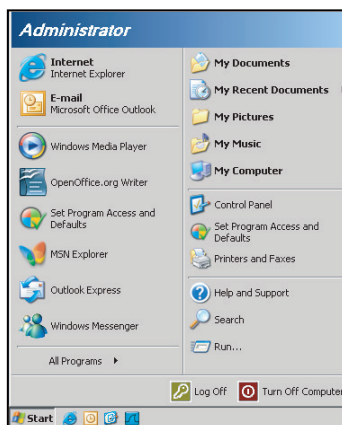 Administrator
Internet
Internet Explorer
E-mail
Microsoft Office Outlook
Windows Media Player
OpenOffice.org Writer
Set Program Access and
Defaults
MSN Explorer
Outlook Express
Windows Messenger
All Programs
My Documents
My Recent Documents
My Pictures
My Music
My Computer
Control Panel
Set Program Access and
Defaults
Printers and Faxes
Help and Support
Search
Run...
Log Off
Turn Off Computer
Start